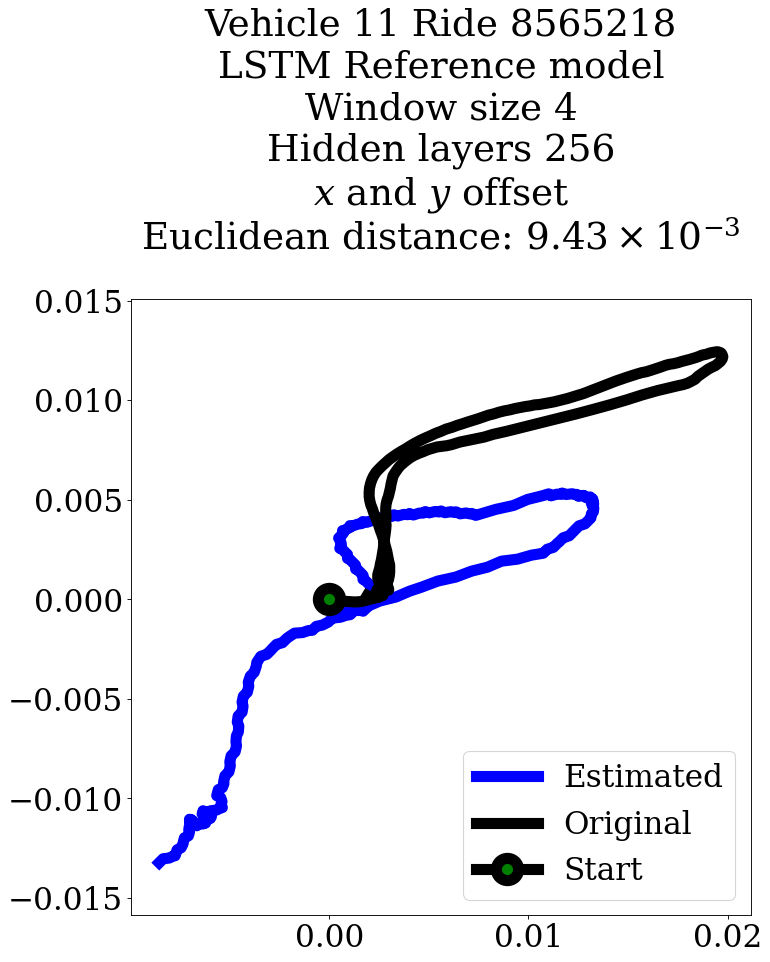 Vehicle 11 Ride 8565218
LSTM Reference model
Window size 4
Hidden layers 256
x and y offset
Euclidean distance: 9.43 × 10⁻³
0.015
0.010
0.005
0.000
−0.005
−0.010
−0.015
0.00 0.01 0.02
Estimated
Original
Start